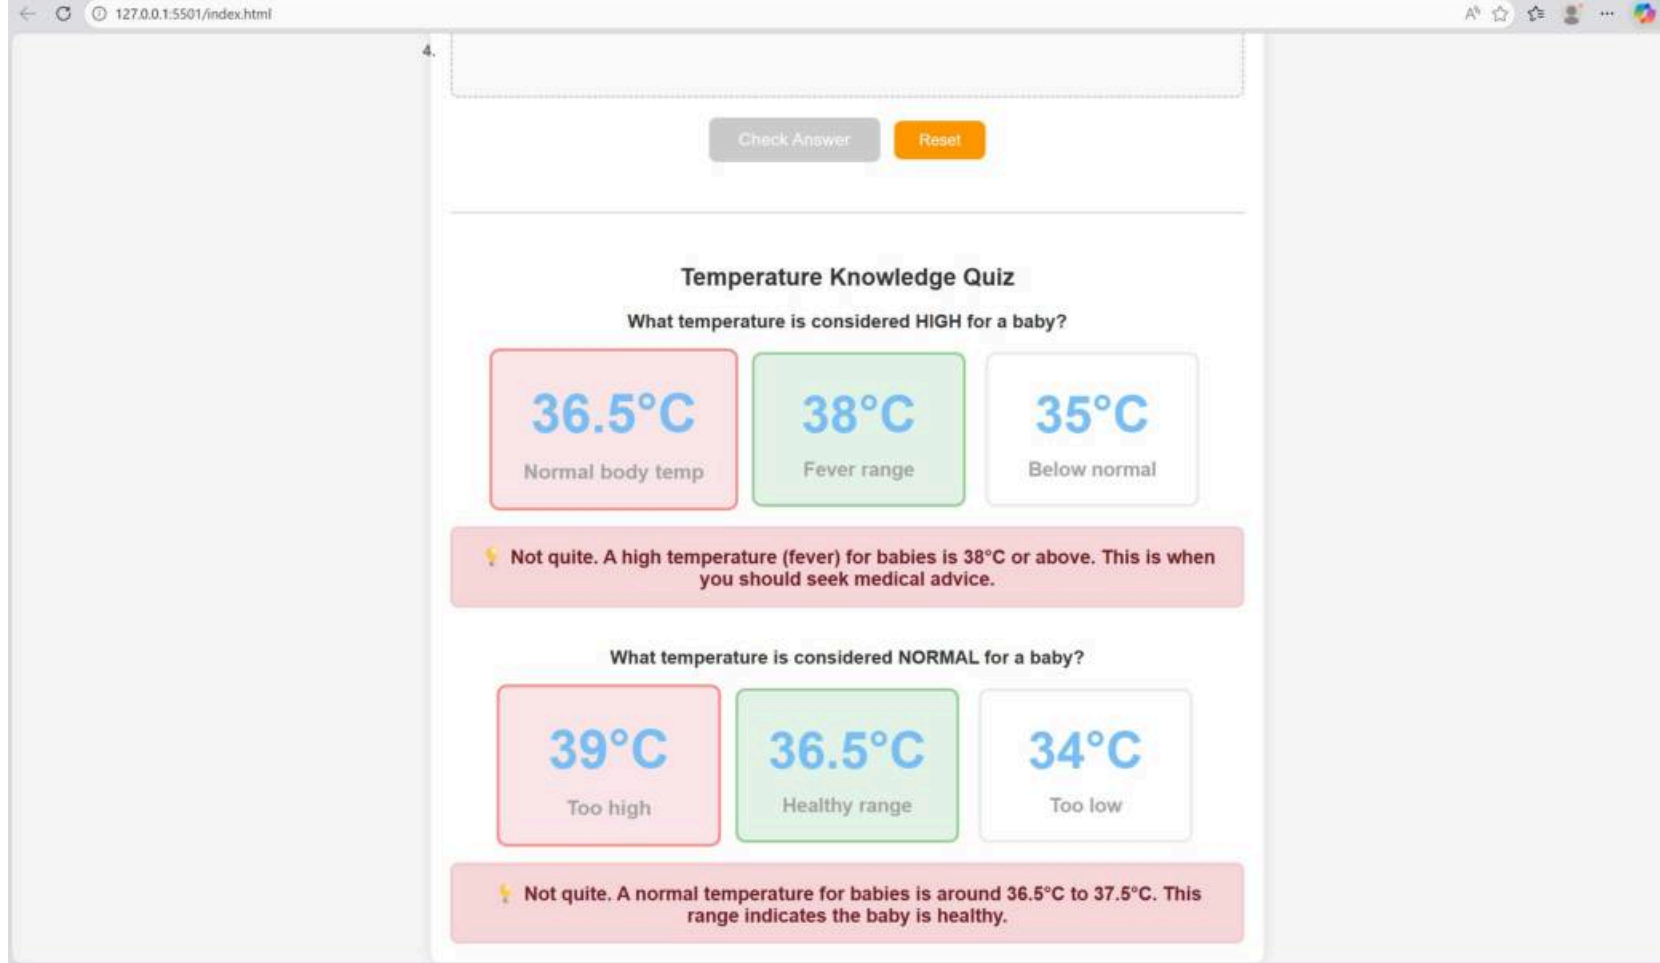 127.0.0.1:5501/index.html
4.
Check Answer
Reset
Temperature Knowledge Quiz
What temperature is considered HIGH for a baby?
36.5°C
38°C
35°C
Normal body temp
Fever range
Below normal
Not quite. A high temperature (fever) for babies is 38°C or above. This is when
you should seek medical advice.
What temperature is considered NORMAL for a baby?
39°C
36.5°C
34°C
Too high
Healthy range
Too low
Not quite. A normal temperature for babies is around 36.5°C to 37.5°C. This
range indicates the baby is healthy.